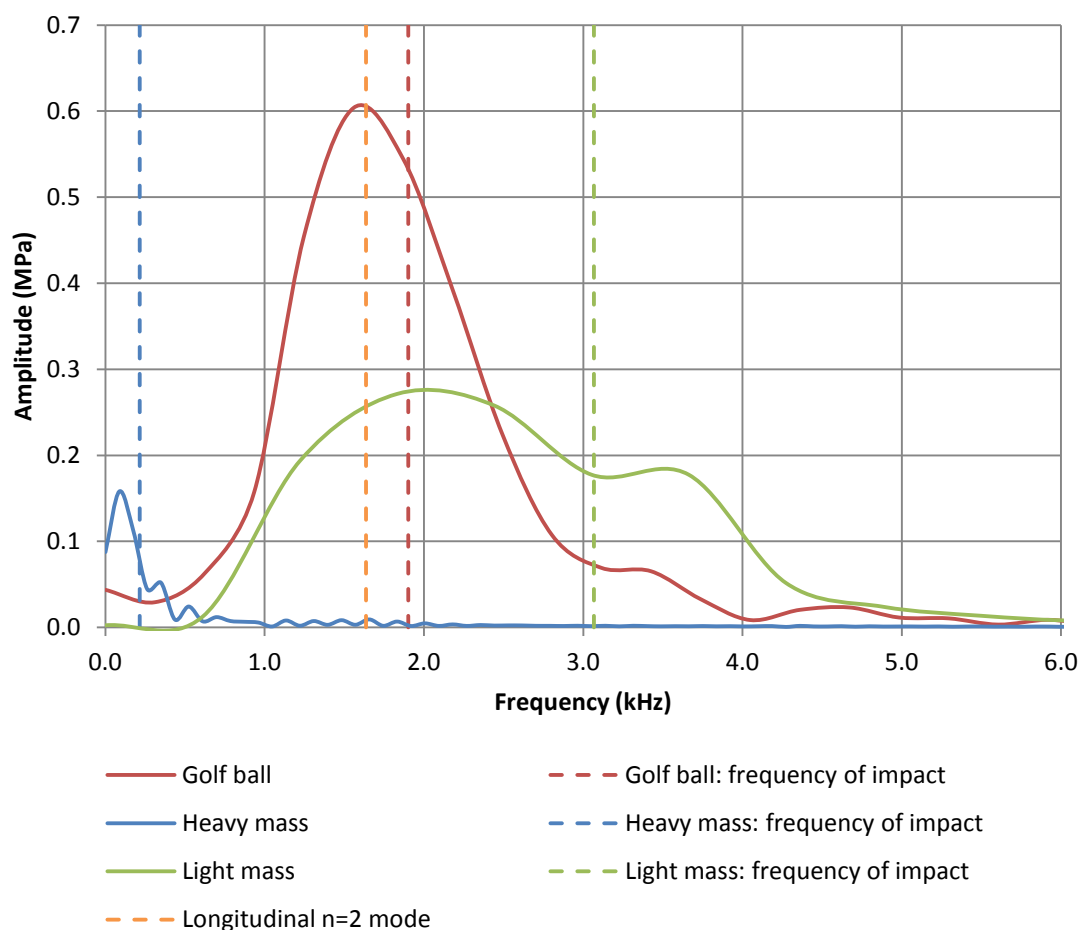 0.7
0.6
0.5
0.4
0.3
0.2
0.1
0.0
Amplitude (MPa)
0.0 1.0 2.0 3.0 4.0 5.0 6.0
Frequency (kHz)
Golf ball
Golf ball: frequency of impact
Heavy mass
Heavy mass: frequency of impact
Light mass
Light mass: frequency of impact
Longitudinal n=2 mode